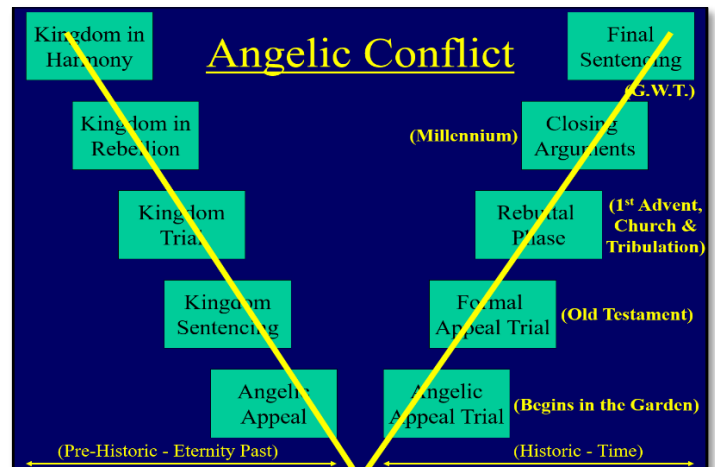 Angelic Conflict
Kingdom in
Harmony
Kingdom in
Rebellion
Kingdom
Trial
Kingdom
Sentencing
Angelic
Appeal
(Pre-Historic - Eternity Past)
Final
Sentencing
(G.W.T.)
(Millennium)
Closing
Arguments
Rebuttal
Phase
(1st Advent,
Church &
Tribulation)
Formal
Appeal Trial
(Old Testament)
Angelic
Appeal Trial
(Begins in the Garden)
(Historic - Time)